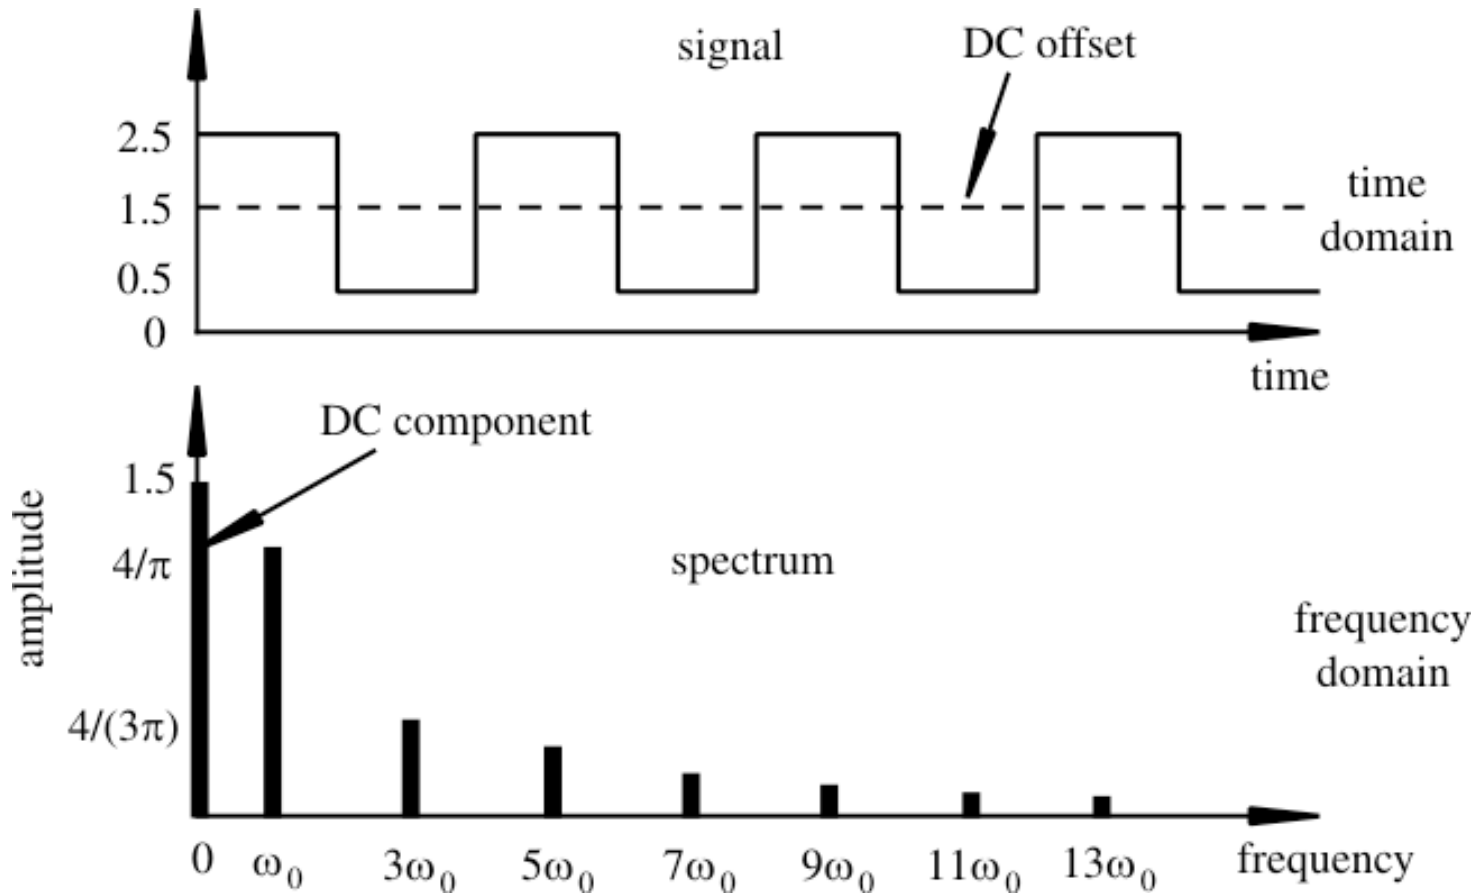 signal
DC offset
2.5
1.5
0.5
0
time
domain
time
DC component
1.5
4/π
4/(3π)
amplitude
spectrum
frequency
domain
0
ω₀
3ω₀
5ω₀
7ω₀
9ω₀
11ω₀
13ω₀
frequency